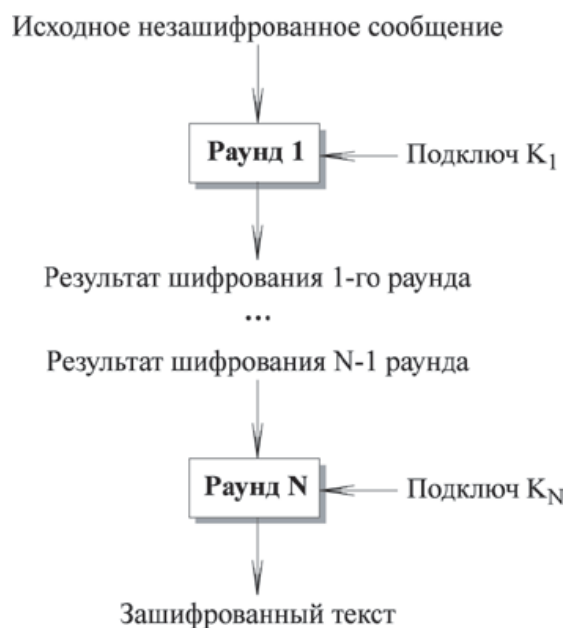 Исходное незашифрованное сообщение
Раунд 1
Подключ K1
Результат шифрования 1-го раунда
...
Результат шифрования N-1 раунда
Раунд N
Подключ KN
Зашифрованный текст